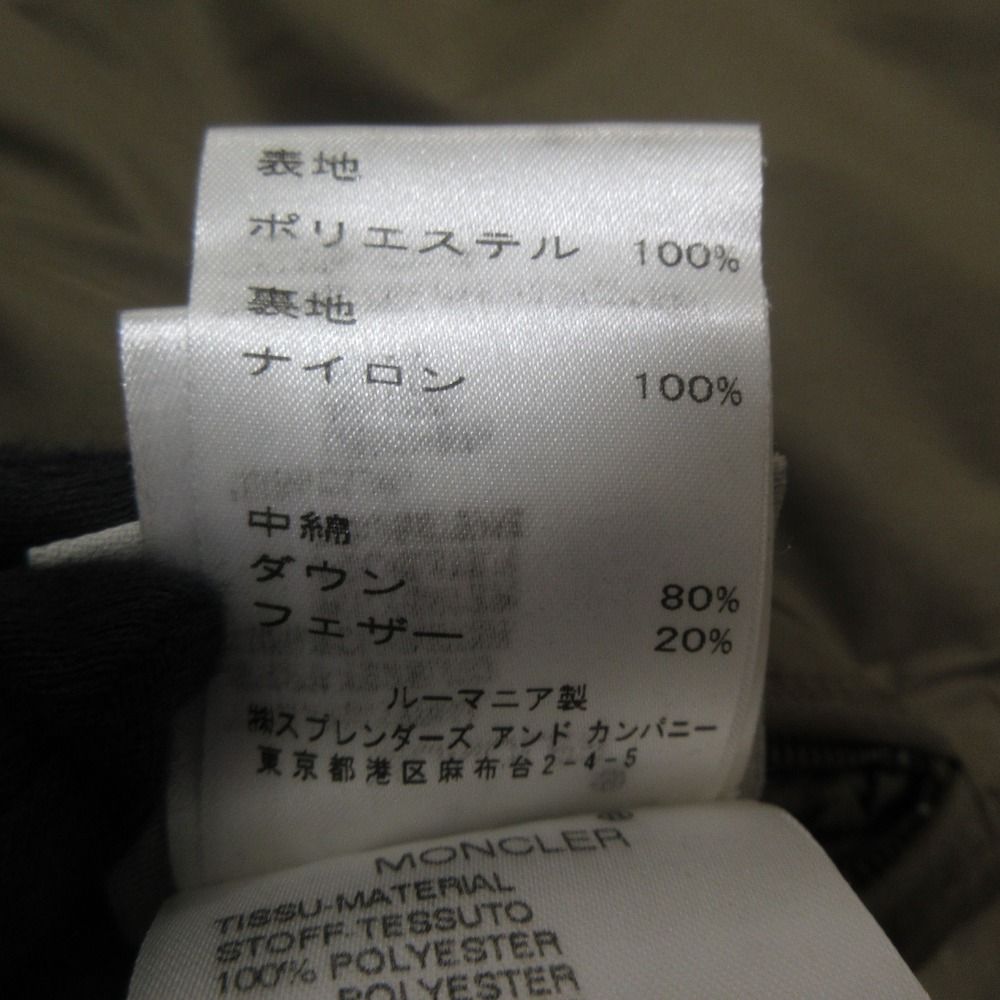 表地
ポリエステル 100%
裏地
ナイロン 100%
中綿
ダウン 80%
フェザー 20%
ルーマニア製
㈱スプレンダーズ アンド カンパニー
東京都港区麻布台2-4-5
MONCLER®
TISSU-MATERIAL
STOFF.TESSUTO
100% POLYESTER
POLYESTER